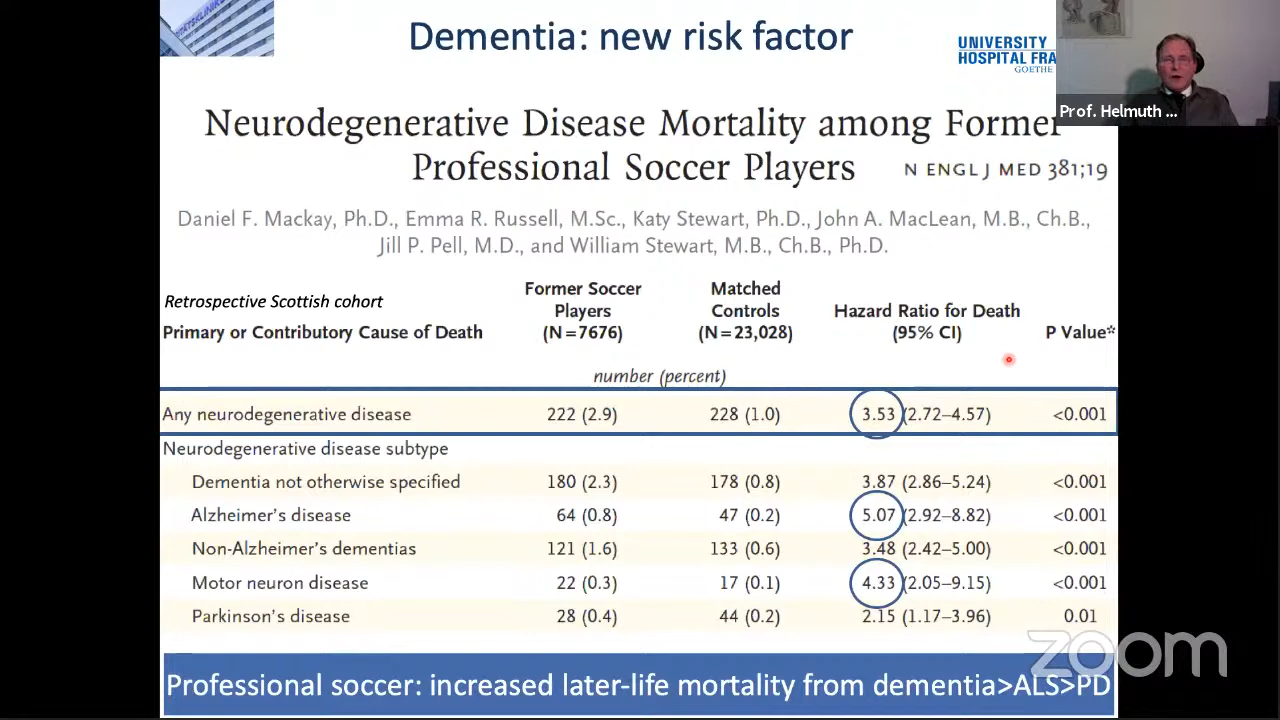 Dementia: new risk factor
UNIVERSITY
HOSPITAL FRA
GOETHE
Prof. Helmuth ...
Neurodegenerative Disease Mortality among Former
Professional Soccer Players N ENGL J MED 381;19
Daniel F. Mackay, Ph.D., Emma R. Russell, M.Sc., Katy Stewart, Ph.D., John A. MacLean, M.B., Ch.B.,
Jill P. Pell, M.D., and William Stewart, M.B., Ch.B., Ph.D.
Retrospective Scottish cohort
Primary or Contributory Cause of Death
Former Soccer
Players
(N=7676)
Matched
Controls
(N=23,028)
Hazard Ratio for Death
(95% CI)
P Value*
number (percent)
Any neurodegenerative disease 222 (2.9) 228 (1.0) 3.53 (2.72–4.57) <0.001
Neurodegenerative disease subtype
Dementia not otherwise specified 180 (2.3) 178 (0.8) 3.87 (2.86–5.24) <0.001
Alzheimer's disease 64 (0.8) 47 (0.2) 5.07 (2.92–8.82) <0.001
Non-Alzheimer's dementias 121 (1.6) 133 (0.6) 3.48 (2.42–5.00) <0.001
Motor neuron disease 22 (0.3) 17 (0.1) 4.33 (2.05–9.15) <0.001
Parkinson's disease 28 (0.4) 44 (0.2) 2.15 (1.17–3.96) 0.01
zoom
Professional soccer: increased later-life mortality from dementia>ALS>PD